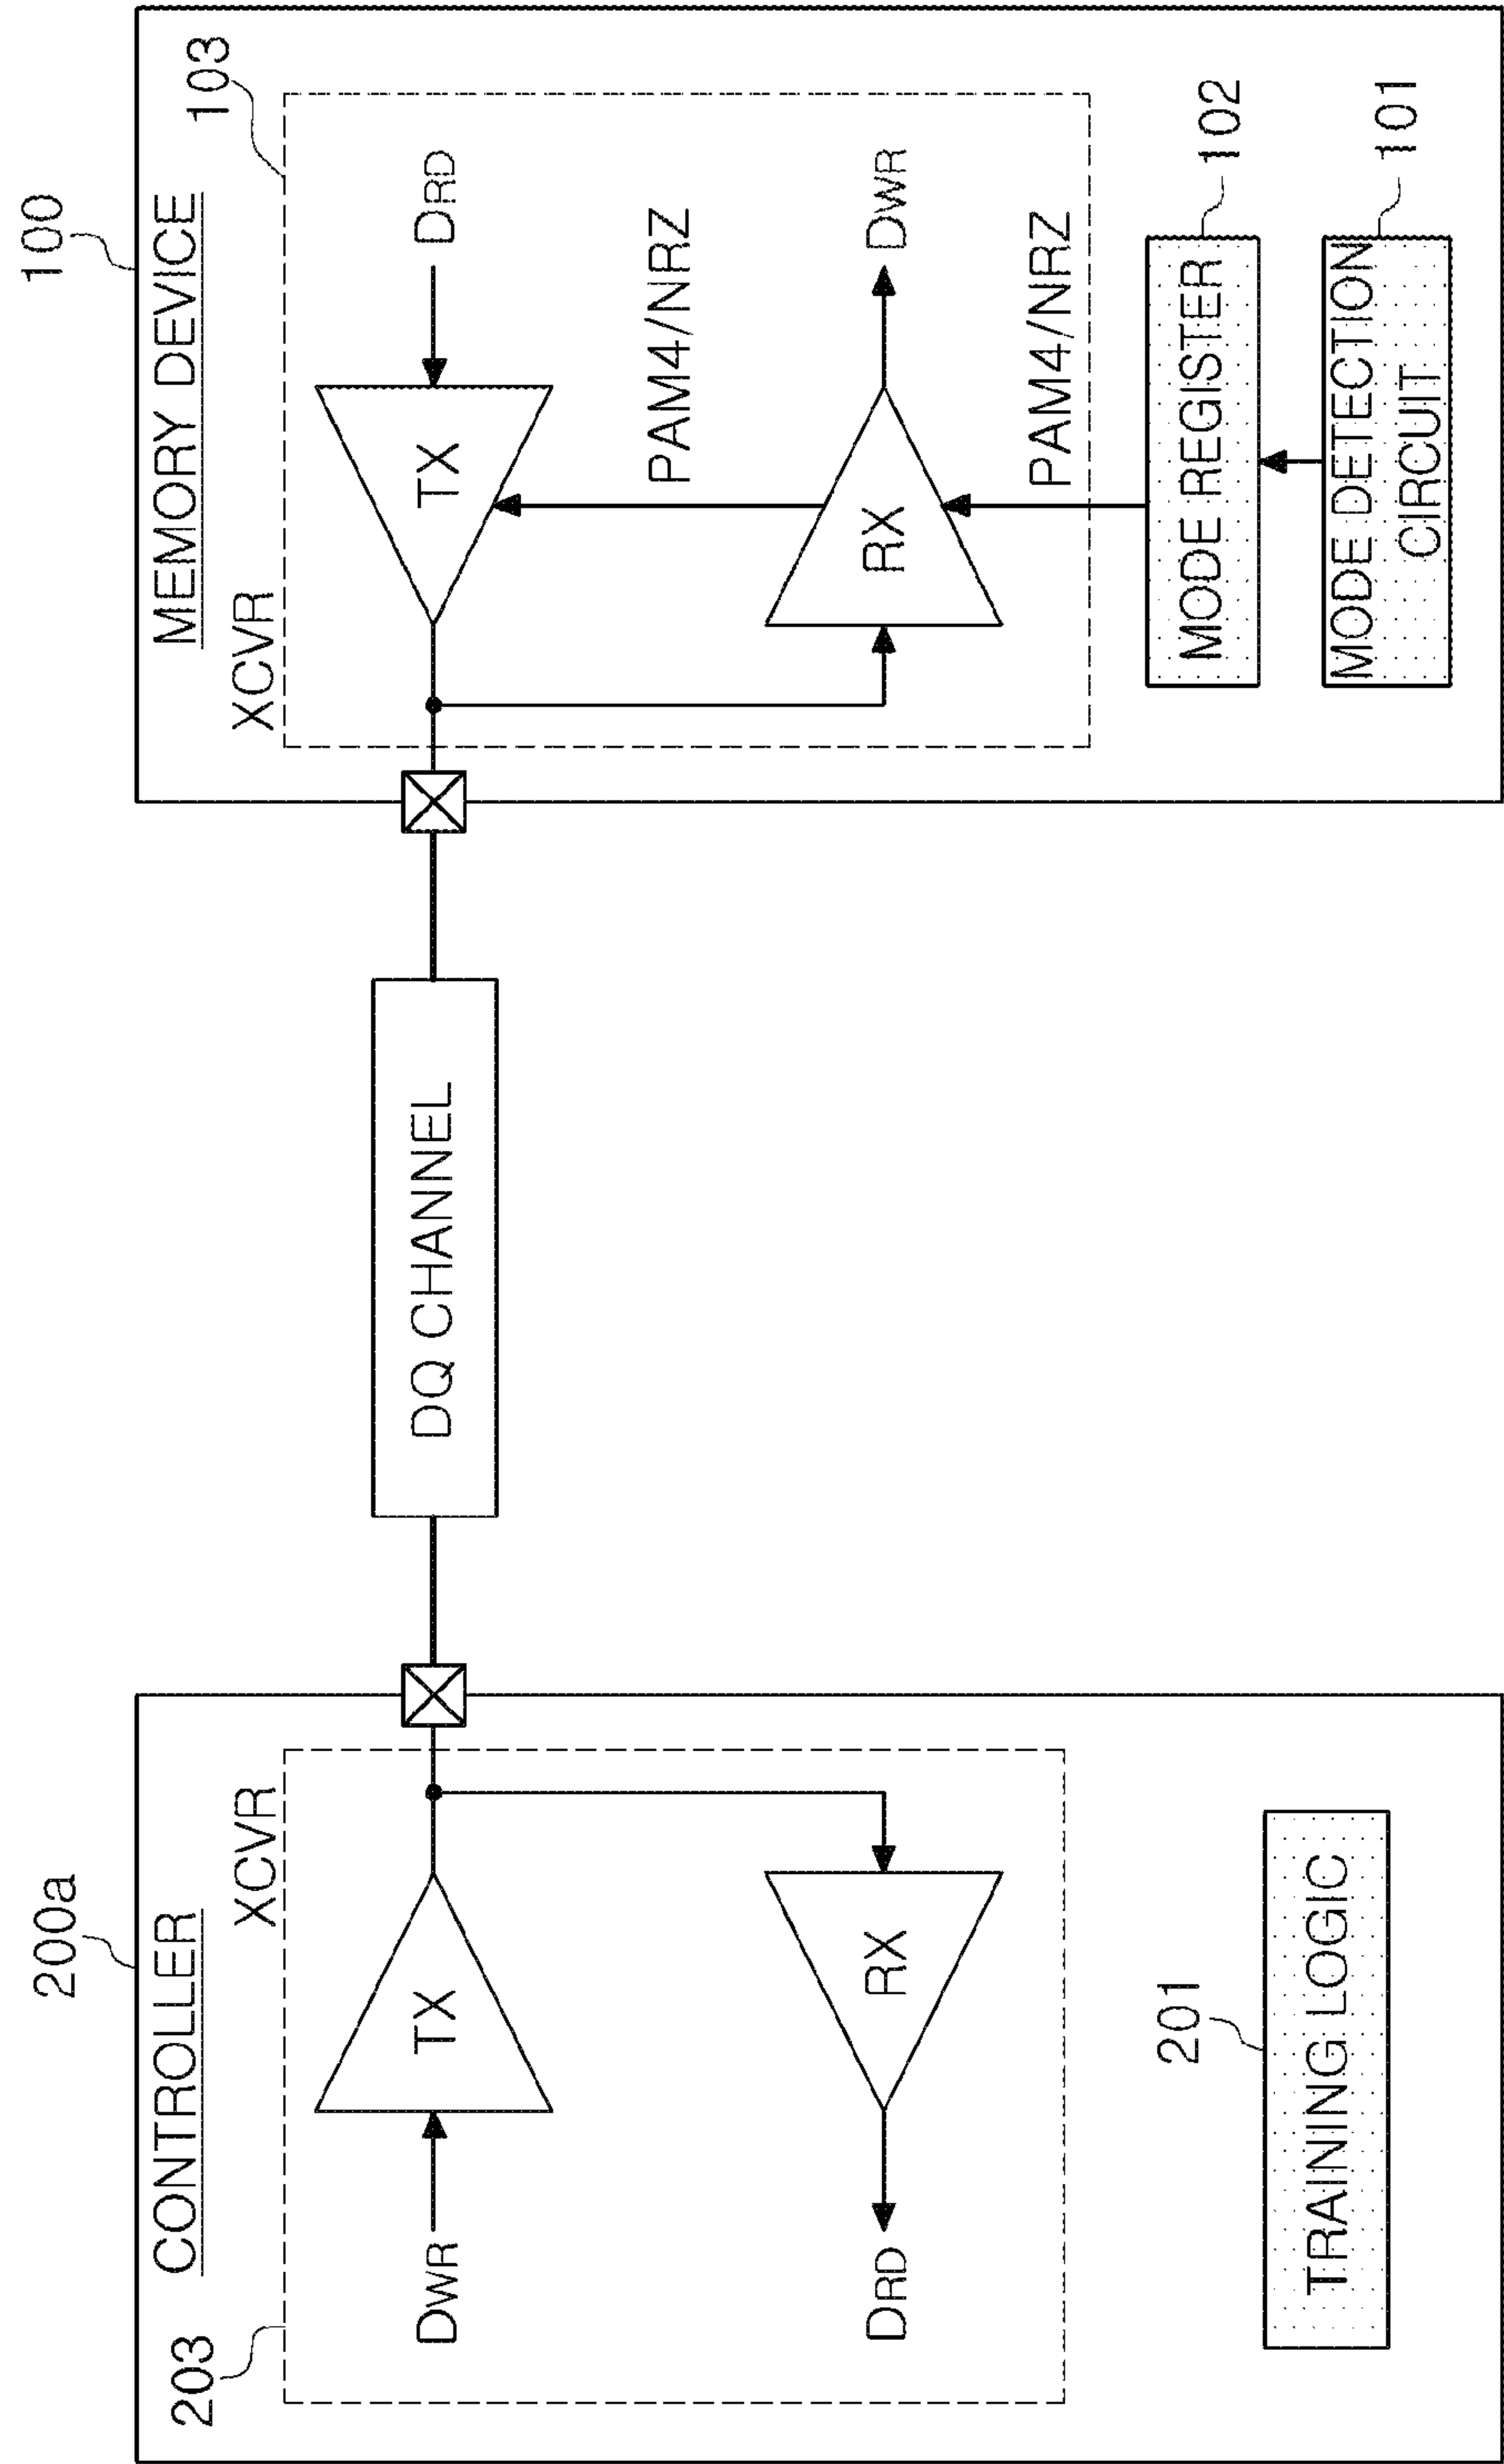 200a
CONTROLLER
203
XCVR
DWR
TX
RX
DRD
201
TRAINING LOGIC
DQ CHANNEL
100
MEMORY DEVICE
XCVR
103
TX
DRD
PAM4/NRZ
RX
DWR
PAM4/NRZ
MODE REGISTER
102
MODE DETECTION
CIRCUIT
101